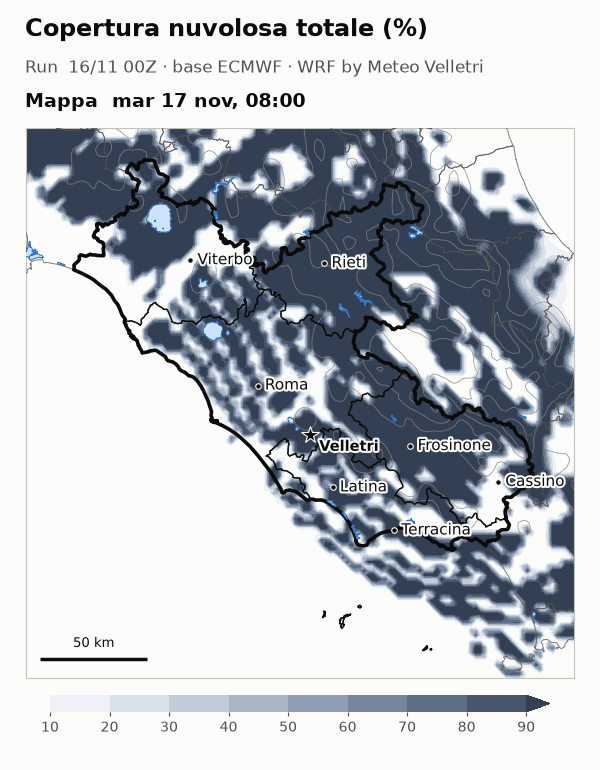 Copertura nuvolosa totale (%)
Run 16/11 00Z · base ECMWF · WRF by Meteo Velletri
Mappa mar 17 nov, 08:00
Viterbo
Rieti
Roma
Velletri
Frosinone
Latina
Cassino
Terracina
50 km
10 20 30 40 50 60 70 80 90